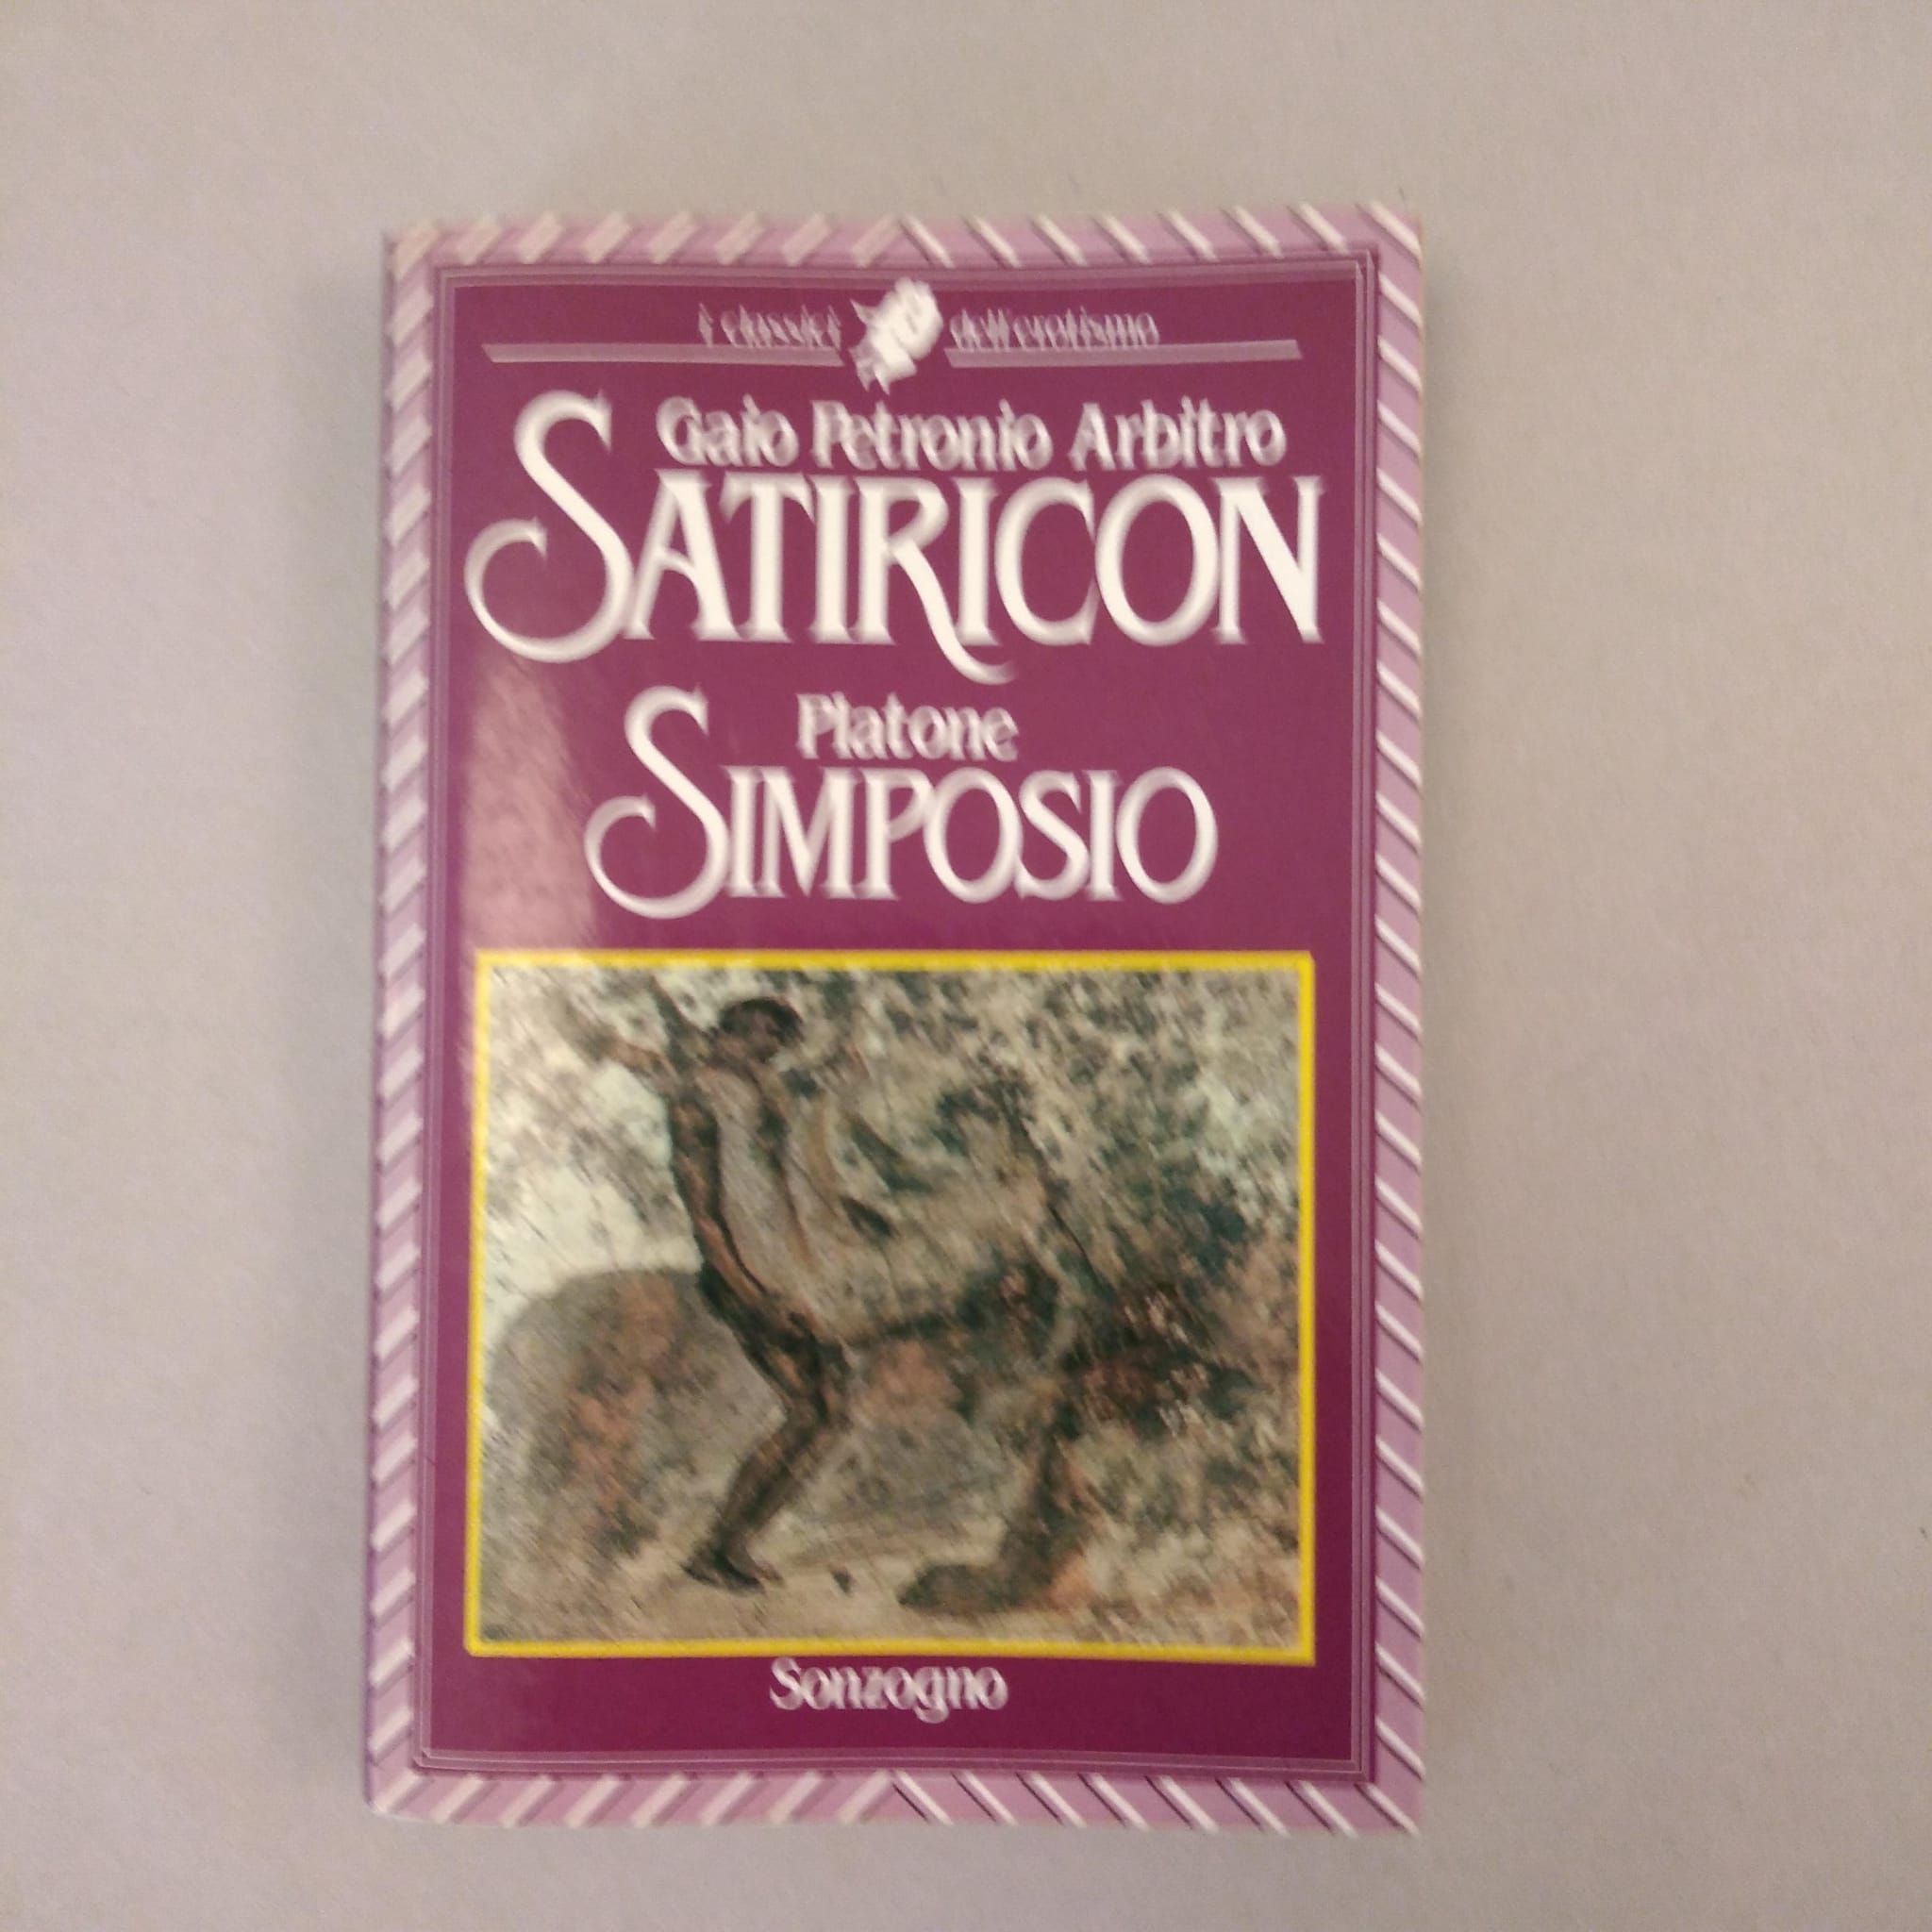 i classici dell'erotismo
Gaio Petronio Arbitro
SATIRICON
Platone
SIMPOSIO
Sonzogno